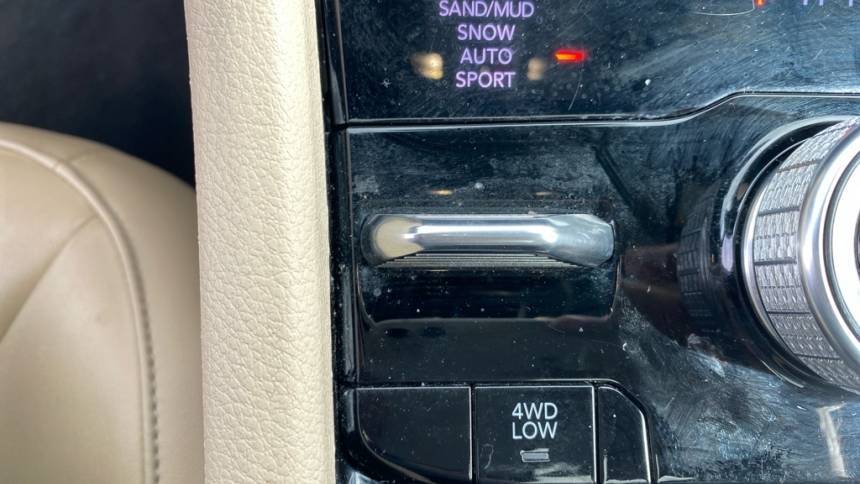 SAND/MUD
SNOW
AUTO
SPORT
4WD
LOW